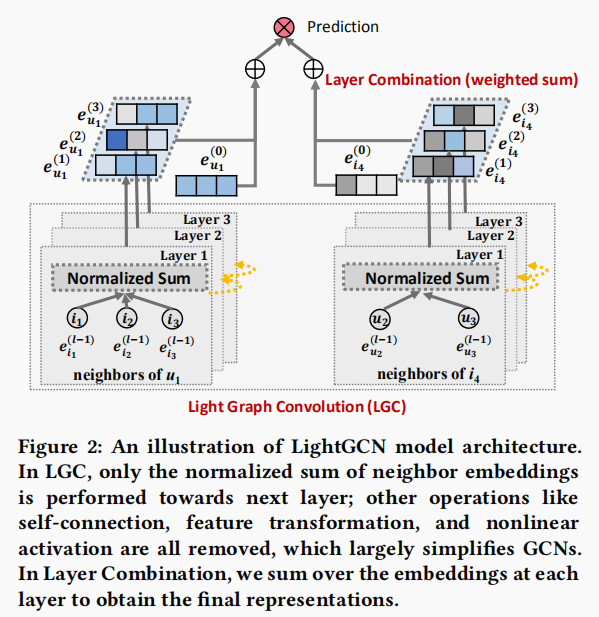 Prediction
Layer Combination (weighted sum)
e_{u_1}^{(3)}
e_{u_1}^{(2)}
e_{u_1}^{(1)}
e_{u_1}^{(0)}
e_{i_4}^{(0)}
e_{i_4}^{(3)}
e_{i_4}^{(2)}
e_{i_4}^{(1)}
Layer 3
Layer 2
Layer 1
Normalized Sum
i_1 i_2 i_3
e_{i_1}^{(l-1)} e_{i_2}^{(l-1)} e_{i_3}^{(l-1)}
neighbors of u_1
Layer 3
Layer 2
Layer 1
Normalized Sum
u_2 u_3
e_{u_2}^{(l-1)} e_{u_3}^{(l-1)}
neighbors of i_4
Light Graph Convolution (LGC)
Figure 2: An illustration of LightGCN model architecture.
In LGC, only the normalized sum of neighbor embeddings
is performed towards next layer; other operations like
self-connection, feature transformation, and nonlinear
activation are all removed, which largely simplifies GCNs.
In Layer Combination, we sum over the embeddings at each
layer to obtain the final representations.